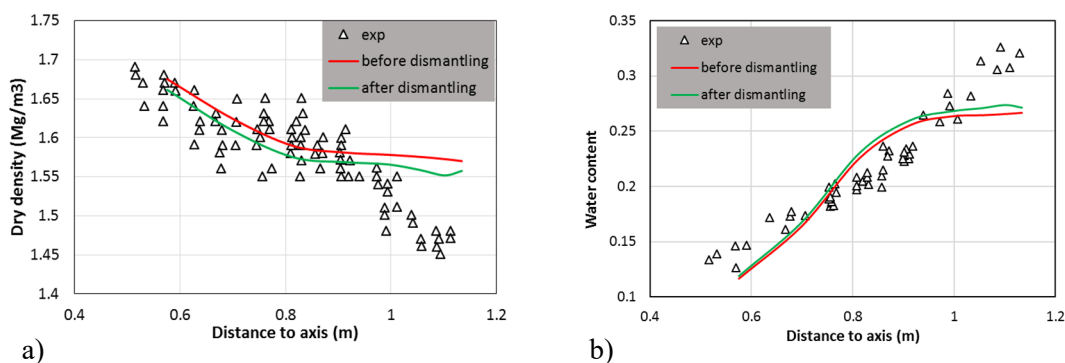 1.75
1.7
1.65
1.6
1.55
1.5
1.45
1.4
Dry density (Mg/m3)
exp
before dismantling
after dismantling
0.4
0.6
0.8
1
1.2
Distance to axis (m)
a)
0.3
0.25
0.2
0.15
0.1
Water content
exp
before dismantling
after dismantling
0.4
0.6
0.8
1
1.2
Distance to axis (m)
b)